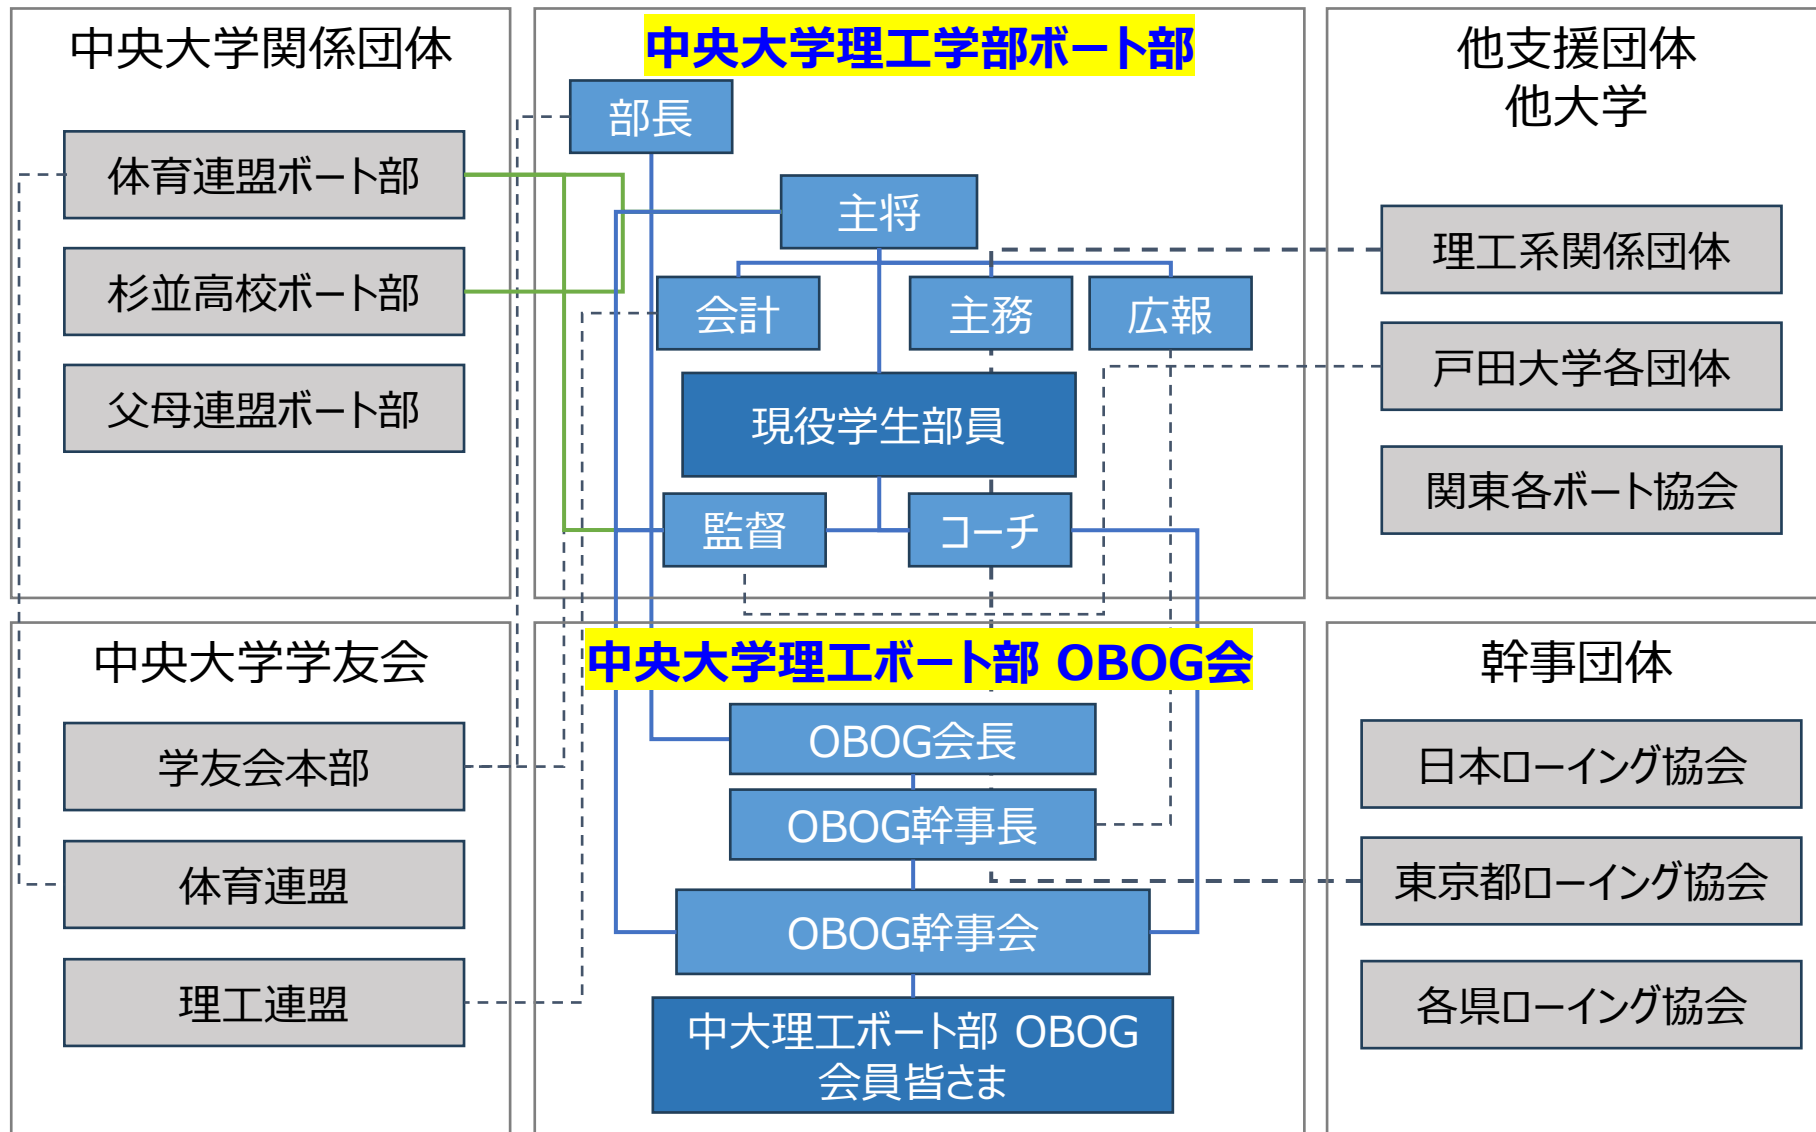 中央大学関係団体
体育連盟ボート部
杉並高校ボート部
父母連盟ボート部
中央大学理工学部ボート部
部長
主将
会計
主務
広報
現役学生部員
監督
コーチ
他支援団体
他大学
理工系関係団体
戸田大学各団体
関東各ボート協会
中央大学学友会
学友会本部
体育連盟
理工連盟
中央大学理工ボート部 OBOG会
OBOG会長
OBOG幹事長
OBOG幹事会
中大理工ボート部 OBOG
会員皆さま
幹事団体
日本ローイング協会
東京都ローイング協会
各県ローイング協会